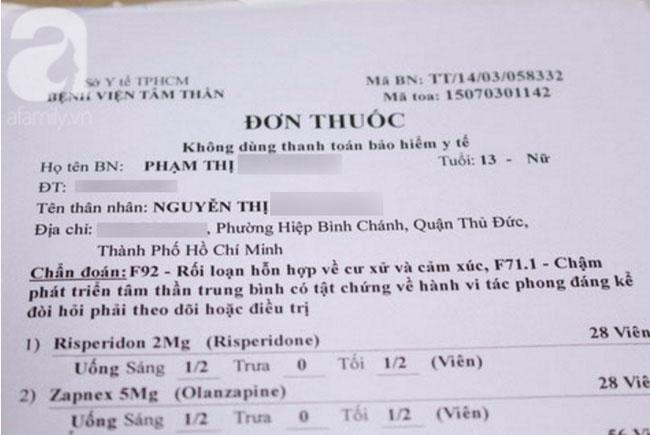 a
afamily.vn
Sở Y tế TPHCM
BỆNH VIỆN TÂM THẦN
Mã BN: TT/14/03/058332
Mã toa: 15070301142
ĐƠN THUỐC
Không dùng thanh toán bảo hiểm y tế
Họ tên BN: PHẠM THỊ Tuổi: 13 - Nữ
ĐT:
Tên thân nhân: NGUYỄN THỊ
Địa chỉ: , Phường Hiệp Bình Chánh, Quận Thủ Đức,
Thành Phố Hồ Chí Minh
Chẩn đoán: F92 - Rối loạn hỗn hợp về cư xử và cảm xúc, F71.1 - Chậm
phát triển tâm thần trung bình có tật chứng về hành vi tác phong đáng kể
đòi hỏi phải theo dõi hoặc điều trị
1) Risperidon 2Mg (Risperidone) 28 Viên
Uống Sáng 1/2 Trưa 0 Tối 1/2 (Viên)
2) Zapnex 5Mg (Olanzapine) 28 Viê
Uống Sáng 1/2 Trưa 0 Tối 1/2 (Viên)